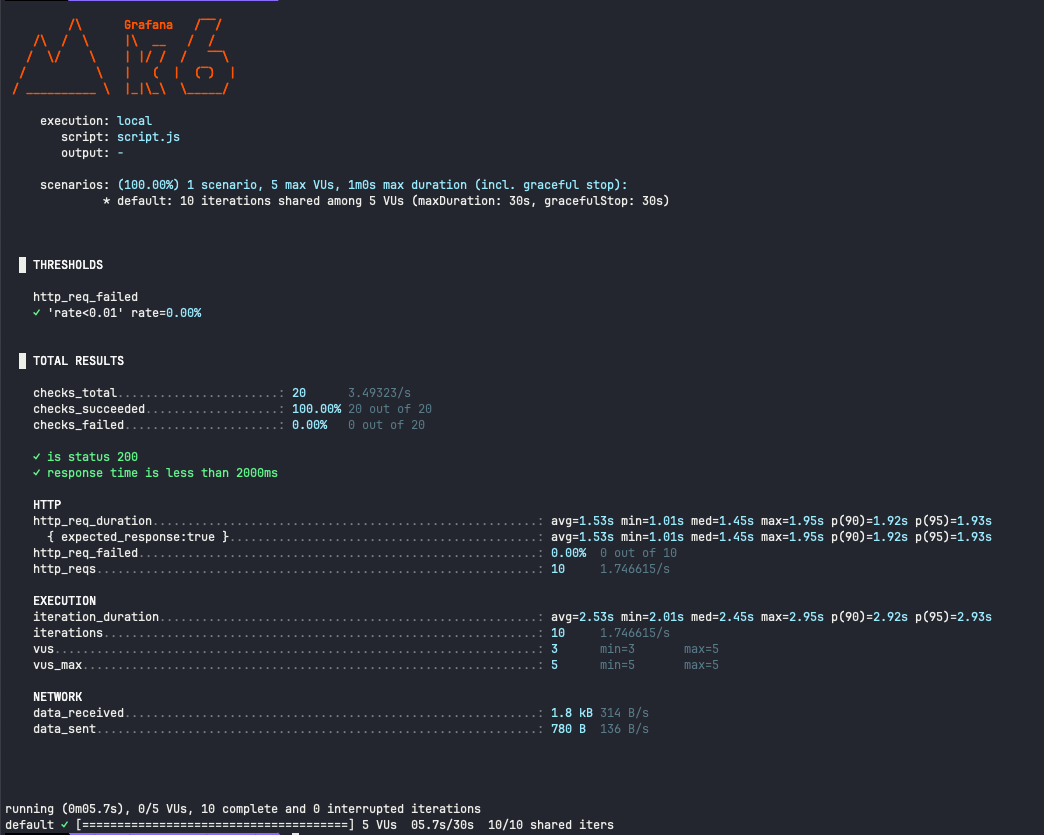 Grafana
execution: local
script: script.js
output: -
scenarios: (100.00%) 1 scenario, 5 max VUs, 1m0s max duration (incl. graceful stop):
* default: 10 iterations shared among 5 VUs (maxDuration: 30s, gracefulStop: 30s)
THRESHOLDS
http_req_failed
✓ 'rate<0.01' rate=0.00%
TOTAL RESULTS
checks_total.......................: 20 3.49323/s
checks_succeeded...................: 100.00% 20 out of 20
checks_failed......................: 0.00% 0 out of 20
✓ is status 200
✓ response time is less than 2000ms
HTTP
http_req_duration.......................................................: avg=1.53s min=1.01s med=1.45s max=1.95s p(90)=1.92s p(95)=1.93s
{ expected_response:true }............................................: avg=1.53s min=1.01s med=1.45s max=1.95s p(90)=1.92s p(95)=1.93s
http_req_failed.........................................................: 0.00% 0 out of 10
http_reqs...............................................................: 10 1.746615/s
EXECUTION
iteration_duration......................................................: avg=2.53s min=2.01s med=2.45s max=2.95s p(90)=2.92s p(95)=2.93s
iterations..............................................................: 10 1.746615/s
vus.....................................................................: 3 min=3 max=5
vus_max.................................................................: 5 min=5 max=5
NETWORK
data_received...........................................................: 1.8 kB 314 B/s
data_sent...............................................................: 780 B 136 B/s
running (0m05.7s), 0/5 VUs, 10 complete and 0 interrupted iterations
default ✓ [======================================] 5 VUs 05.7s/30s 10/10 shared iters